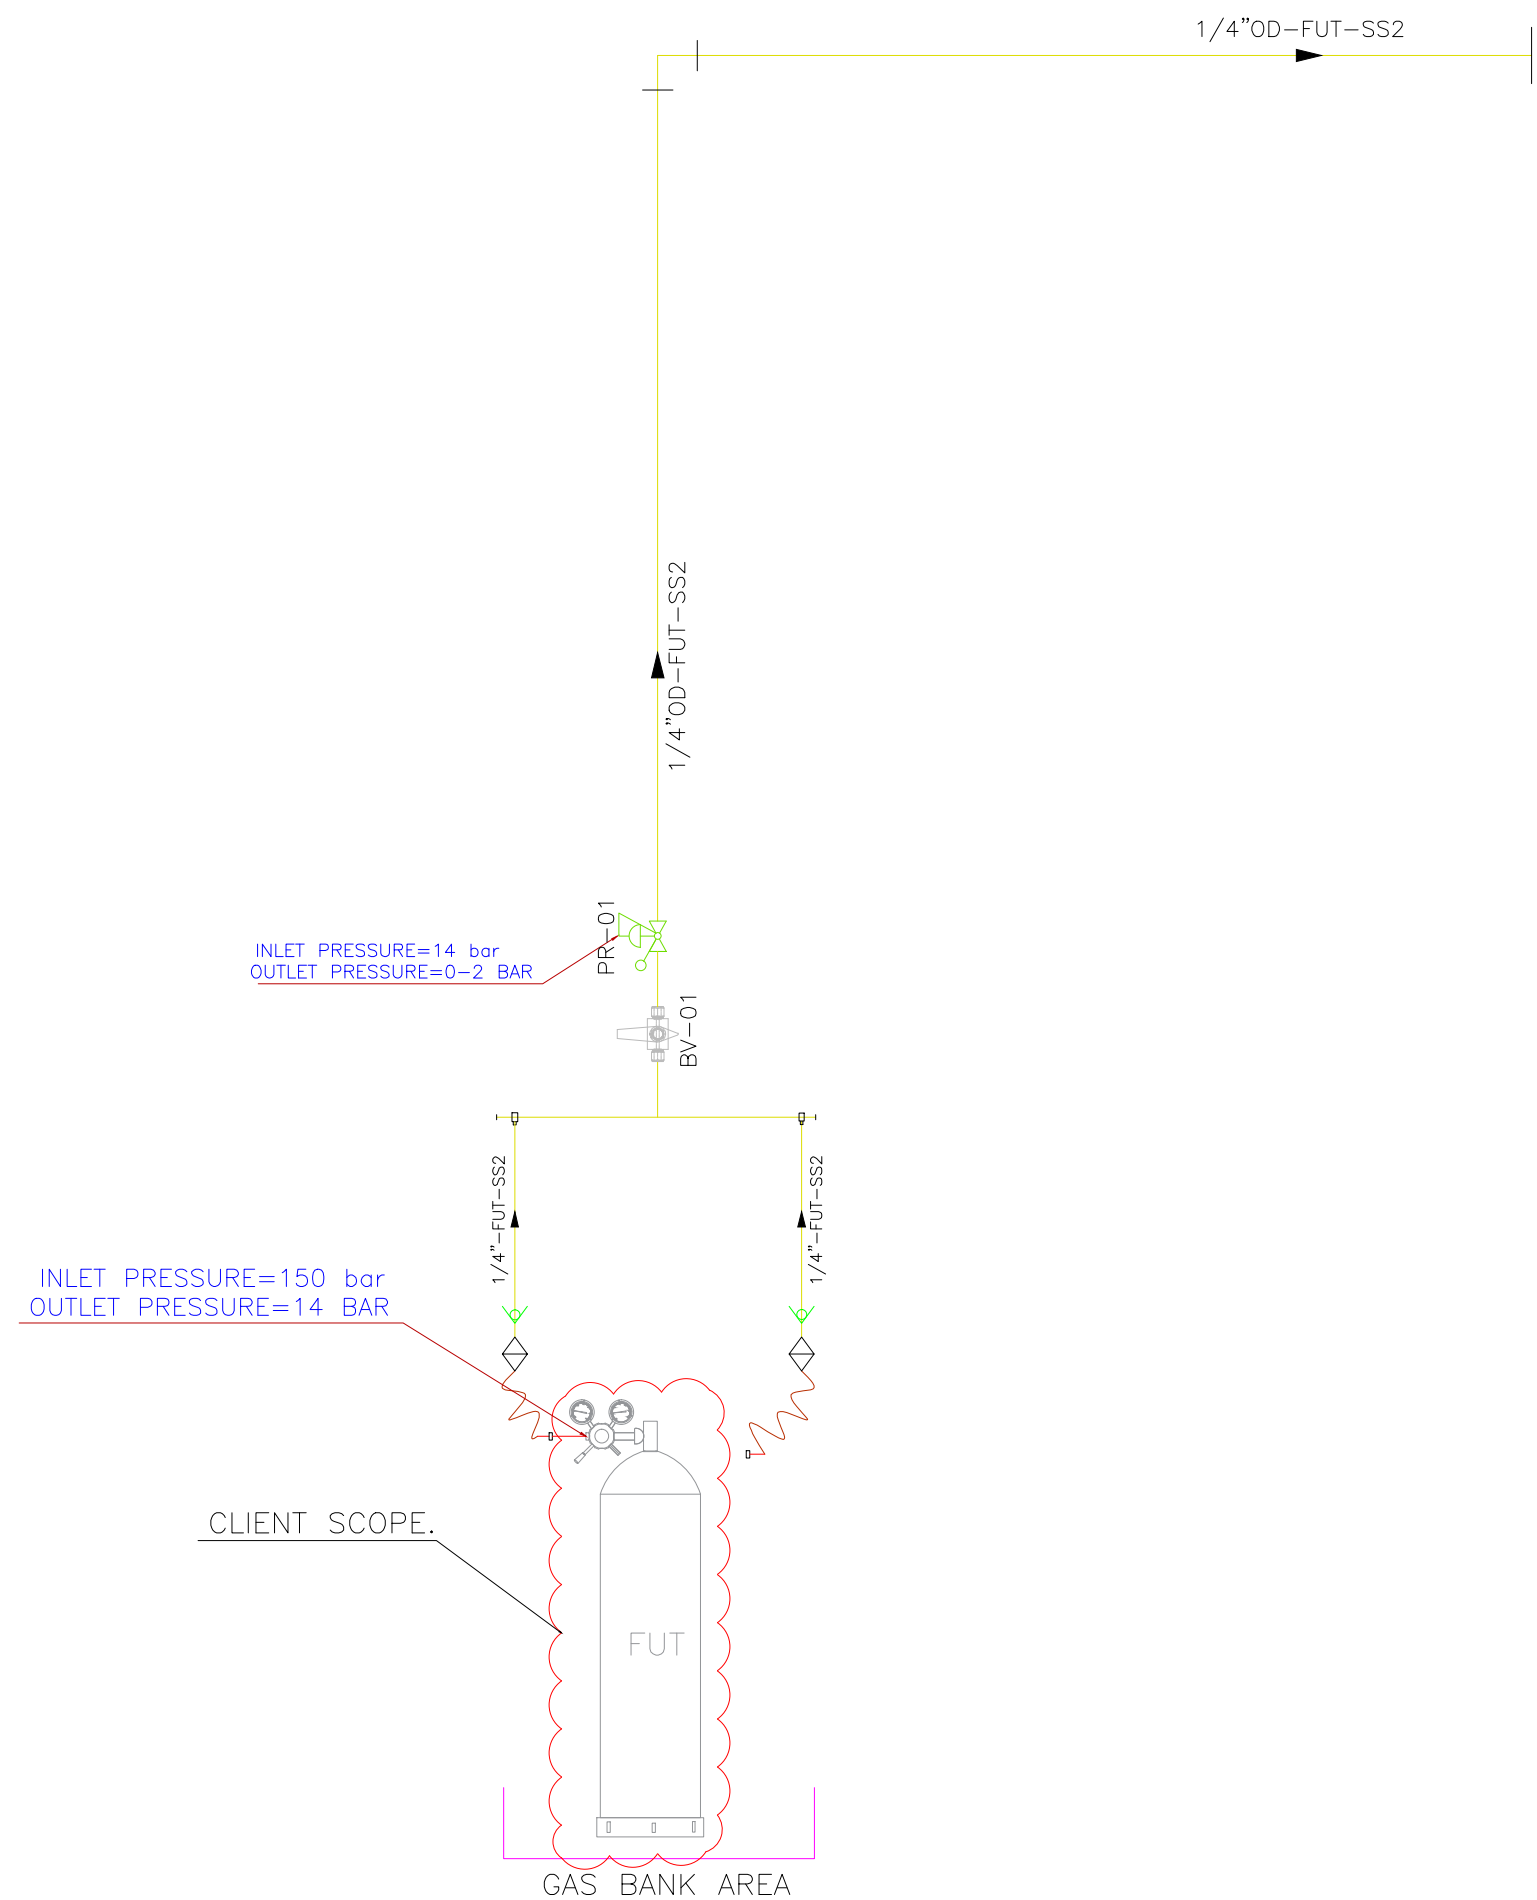 1/4”OD-FUT-SS2
1/4”OD-FUT-SS2
PR-01
INLET PRESSURE=14 bar
OUTLET PRESSURE=0-2 BAR
BV-01
1/4”-FUT-SS2
1/4”-FUT-SS2
INLET PRESSURE=150 bar
OUTLET PRESSURE=14 BAR
CLIENT SCOPE.
FUT
GAS BANK AREA